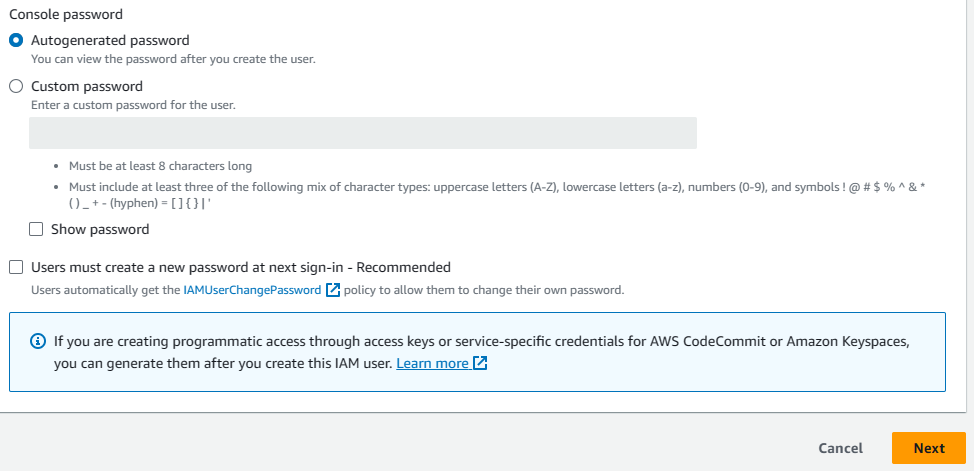 Console password
Autogenerated password
You can view the password after you create the user.
Custom password
Enter a custom password for the user.
Must be at least 8 characters long
Must include at least three of the following mix of character types: uppercase letters (A-Z), lowercase letters (a-z), numbers (0-9), and symbols ! @ # $ % ^ & *
( ) _ + - (hyphen) = [ ] { } | '
Show password
Users must create a new password at next sign-in - Recommended
Users automatically get the IAMUserChangePassword policy to allow them to change their own password.
If you are creating programmatic access through access keys or service-specific credentials for AWS CodeCommit or Amazon Keyspaces,
you can generate them after you create this IAM user. Learn more
Cancel Next